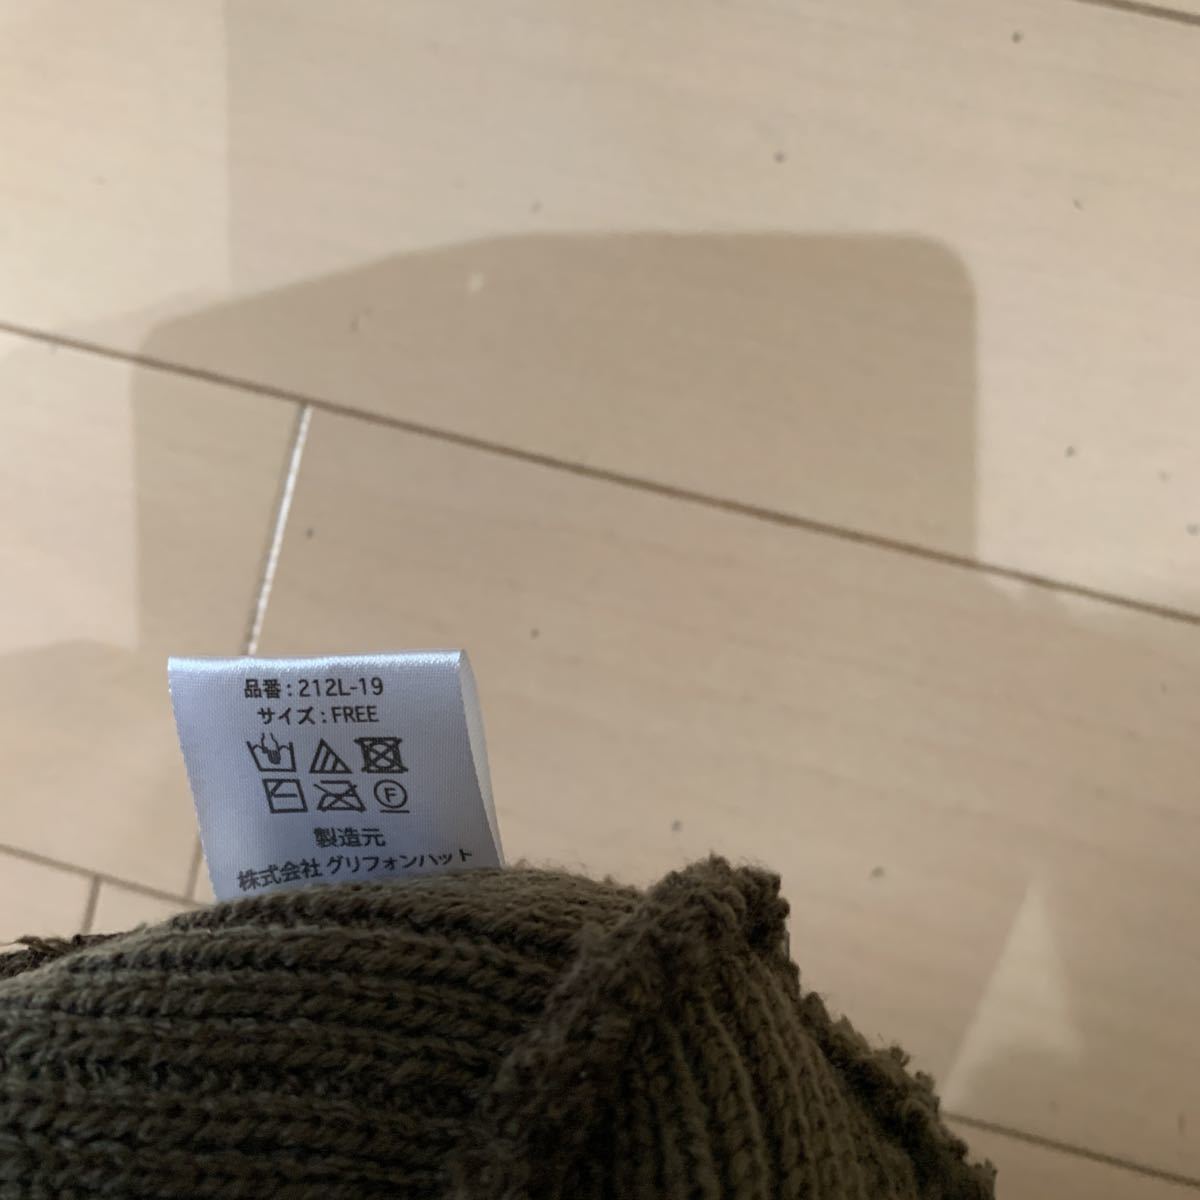 品番:212L-19
サイズ:FREE
F
製造元
株式会社 グリフォンハット